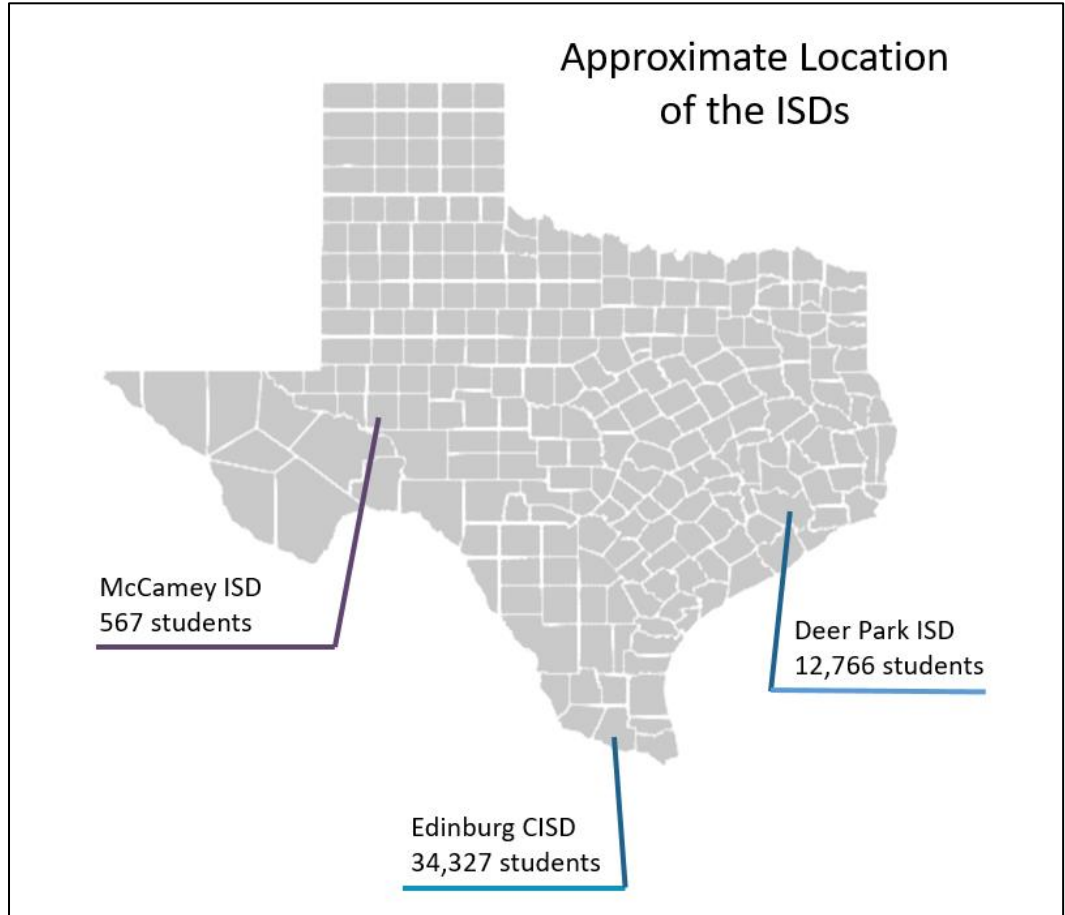 Approximate Location
of the ISDs
McCamey ISD
567 students
Deer Park ISD
12,766 students
Edinburg CISD
34,327 students